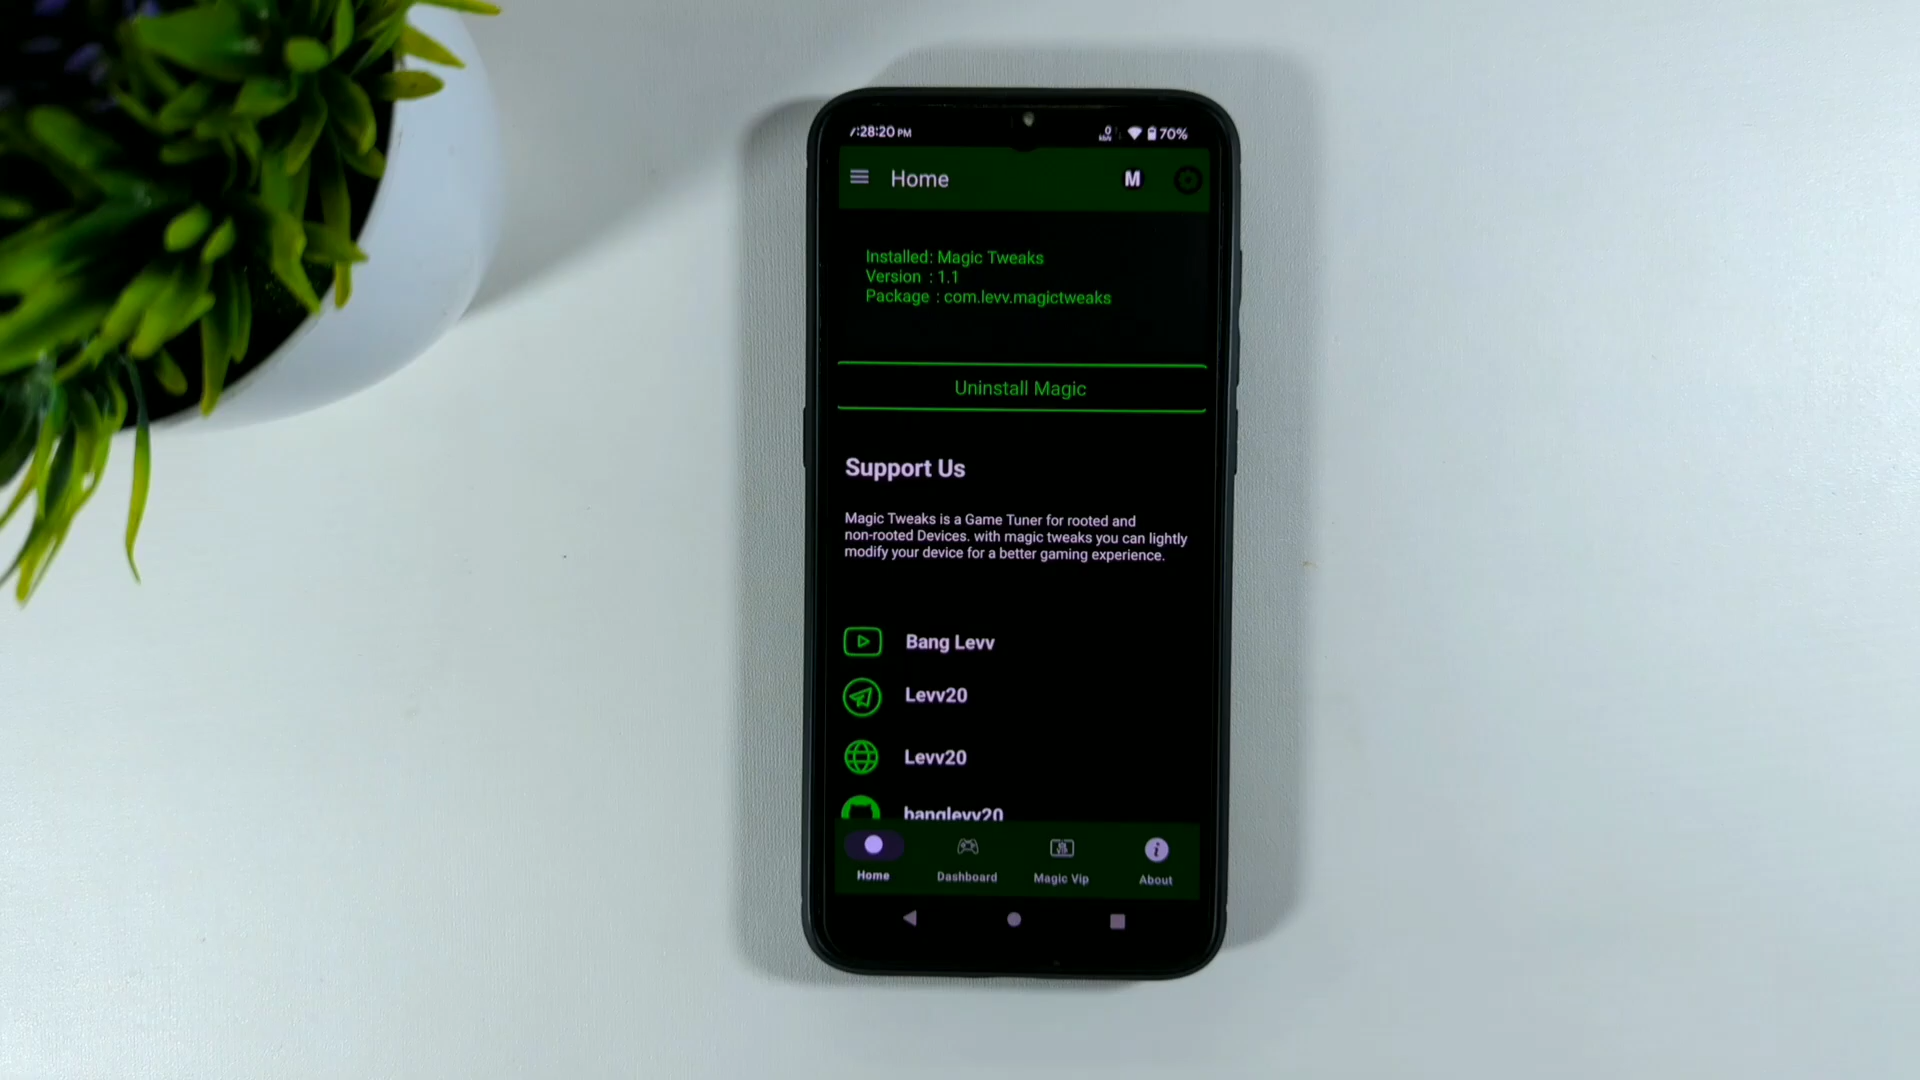 7:28:20 PM
70%
Home
M
Installed: Magic Tweaks
Version : 1.1
Package : com.levv.magictweaks
Uninstall Magic
Support Us
Magic Tweaks is a Game Tuner for rooted and
non-rooted Devices. with magic tweaks you can lightly
modify your device for a better gaming experience.
Bang Levv
Levv20
Levv20
banglevv20
Home
Dashboard
Magic Vip
About